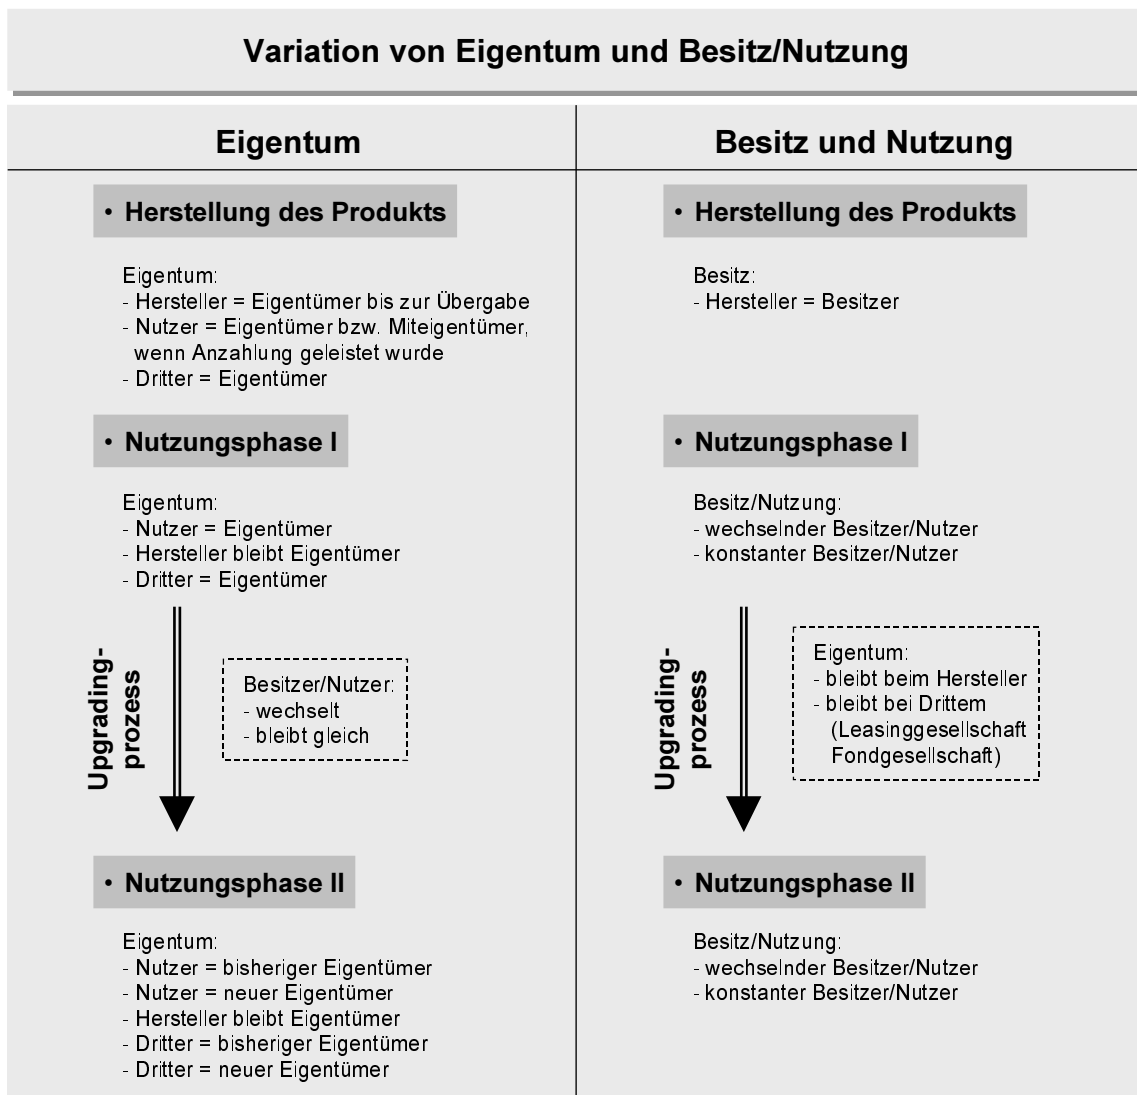 Variation von Eigentum und Besitz/Nutzung
Eigentum
• Herstellung des Produkts
Eigentum:
- Hersteller = Eigentümer bis zur Übergabe
- Nutzer = Eigentümer bzw. Miteigentümer,
wenn Anzahlung geleistet wurde
- Dritter = Eigentümer
• Nutzungsphase I
Eigentum:
- Nutzer = Eigentümer
- Hersteller bleibt Eigentümer
- Dritter = Eigentümer
Upgrading-
prozess
Besitzer/Nutzer:
- wechselt
- bleibt gleich
• Nutzungsphase II
Eigentum:
- Nutzer = bisheriger Eigentümer
- Nutzer = neuer Eigentümer
- Hersteller bleibt Eigentümer
- Dritter = bisheriger Eigentümer
- Dritter = neuer Eigentümer
Besitz und Nutzung
• Herstellung des Produkts
Besitz:
- Hersteller = Besitzer
• Nutzungsphase I
Besitz/Nutzung:
- wechselnder Besitzer/Nutzer
- konstanter Besitzer/Nutzer
Upgrading-
prozess
Eigentum:
- bleibt beim Hersteller
- bleibt bei Drittem
(Leasinggesellschaft
Fondgesellschaft)
• Nutzungsphase II
Besitz/Nutzung:
- wechselnder Besitzer/Nutzer
- konstanter Besitzer/Nutzer